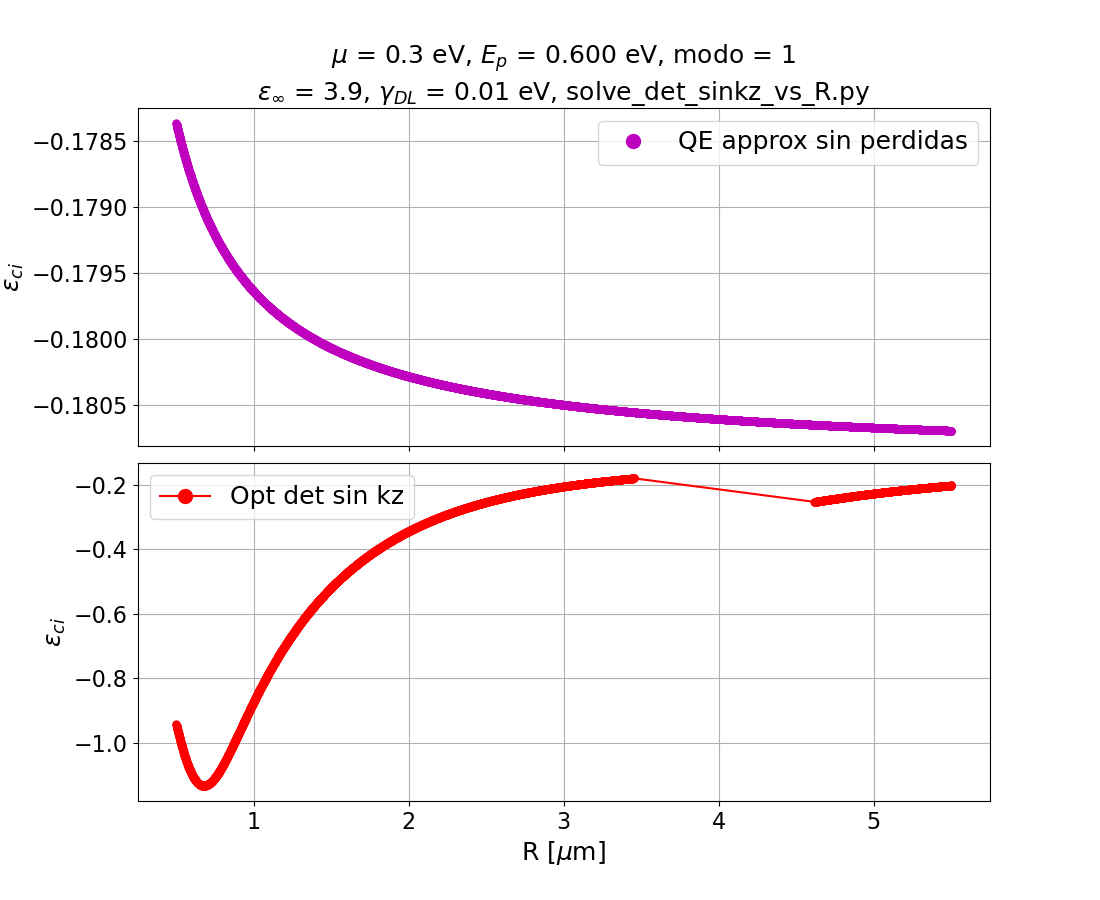 μ = 0.3 eV, E_p = 0.600 eV, modo = 1
ε_∞ = 3.9, γ_DL = 0.01 eV, solve_det_sinkz_vs_R.py
QE approx sin perdidas
−0.1785
−0.1790
−0.1795
−0.1800
−0.1805
ε_ci
Opt det sin kz
−0.2
−0.4
−0.6
−0.8
−1.0
ε_ci
1 2 3 4 5
R [μm]